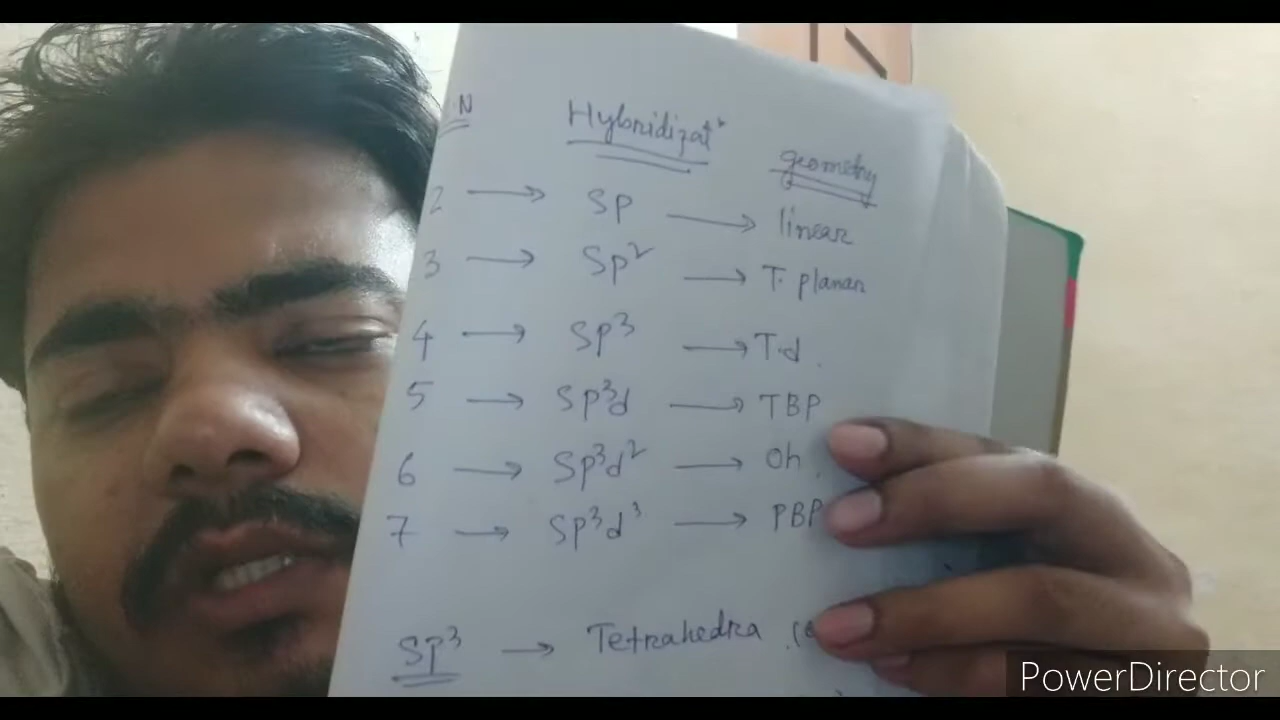 N Hybridizatⁿ geometry
2 → sp → linear
3 → sp² → T. planar
4 → sp³ → Td.
5 → sp³d → TBP
6 → sp³d² → Oh.
7 → sp³d³ → PBP
sp³ → Tetrahedra
PowerDirector